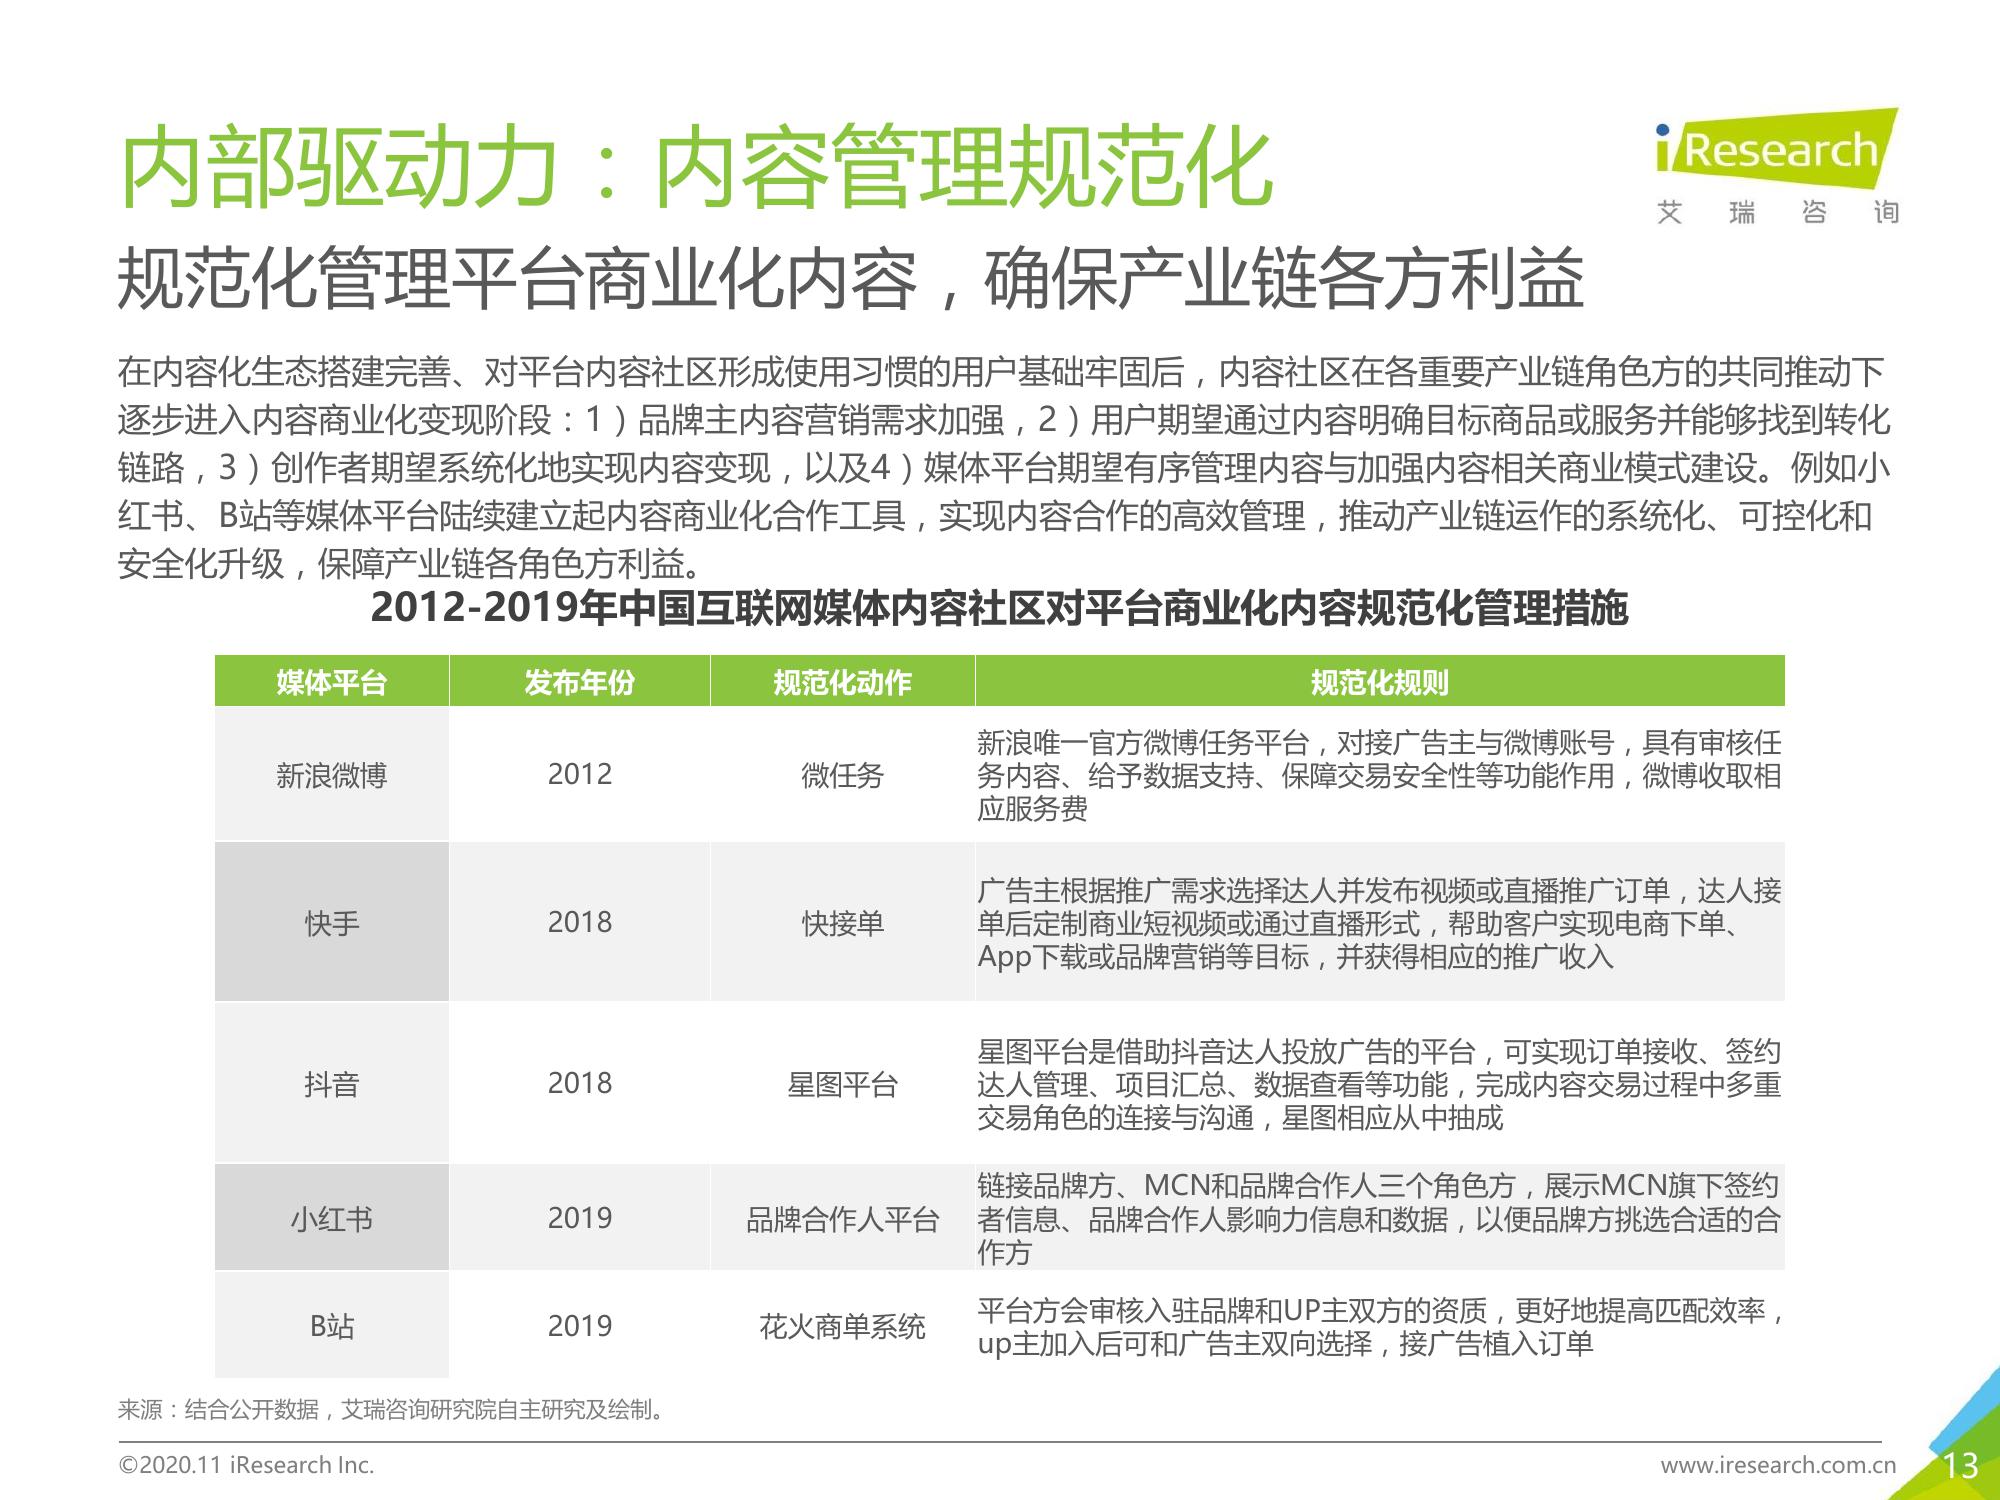 内部驱动力：内容管理规范化
iResearch
艾瑞咨询
规范化管理平台商业化内容，确保产业链各方利益
在内容化生态搭建完善、对平台内容社区形成使用习惯的用户基础牢固后，内容社区在各重要产业链角色方的共同推动下
逐步进入内容商业化变现阶段：1）品牌主内容营销需求加强，2）用户期望通过内容明确目标商品或服务并能够找到转化
链路，3）创作者期望系统化地实现内容变现，以及4）媒体平台期望有序管理内容与加强内容相关商业模式建设。例如小
红书、B站等媒体平台陆续建立起内容商业化合作工具，实现内容合作的高效管理，推动产业链运作的系统化、可控化和
安全化升级，保障产业链各角色方利益。
2012-2019年中国互联网媒体内容社区对平台商业化内容规范化管理措施
媒体平台 发布年份 规范化动作 规范化规则
新浪微博 2012 微任务
新浪唯一官方微博任务平台，对接广告主与微博账号，具有审核任
务内容、给予数据支持、保障交易安全性等功能作用，微博收取相
应服务费
快手 2018 快接单
广告主根据推广需求选择达人并发布视频或直播推广订单，达人接
单后定制商业短视频或通过直播形式，帮助客户实现电商下单、
App下载或品牌营销等目标，并获得相应的推广收入
抖音 2018 星图平台
星图平台是借助抖音达人投放广告的平台，可实现订单接收、签约
达人管理、项目汇总、数据查看等功能，完成内容交易过程中多重
交易角色的连接与沟通，星图相应从中抽成
小红书 2019 品牌合作人平台
链接品牌方、MCN和品牌合作人三个角色方，展示MCN旗下签约
者信息、品牌合作人影响力信息和数据，以便品牌方挑选合适的合
作方
B站 2019 花火商单系统
平台方会审核入驻品牌和UP主双方的资质，更好地提高匹配效率，
up主加入后可和广告主双向选择，接广告植入订单
来源：结合公开数据，艾瑞咨询研究院自主研究及绘制。
©2020.11 iResearch Inc.
www.iresearch.com.cn
13